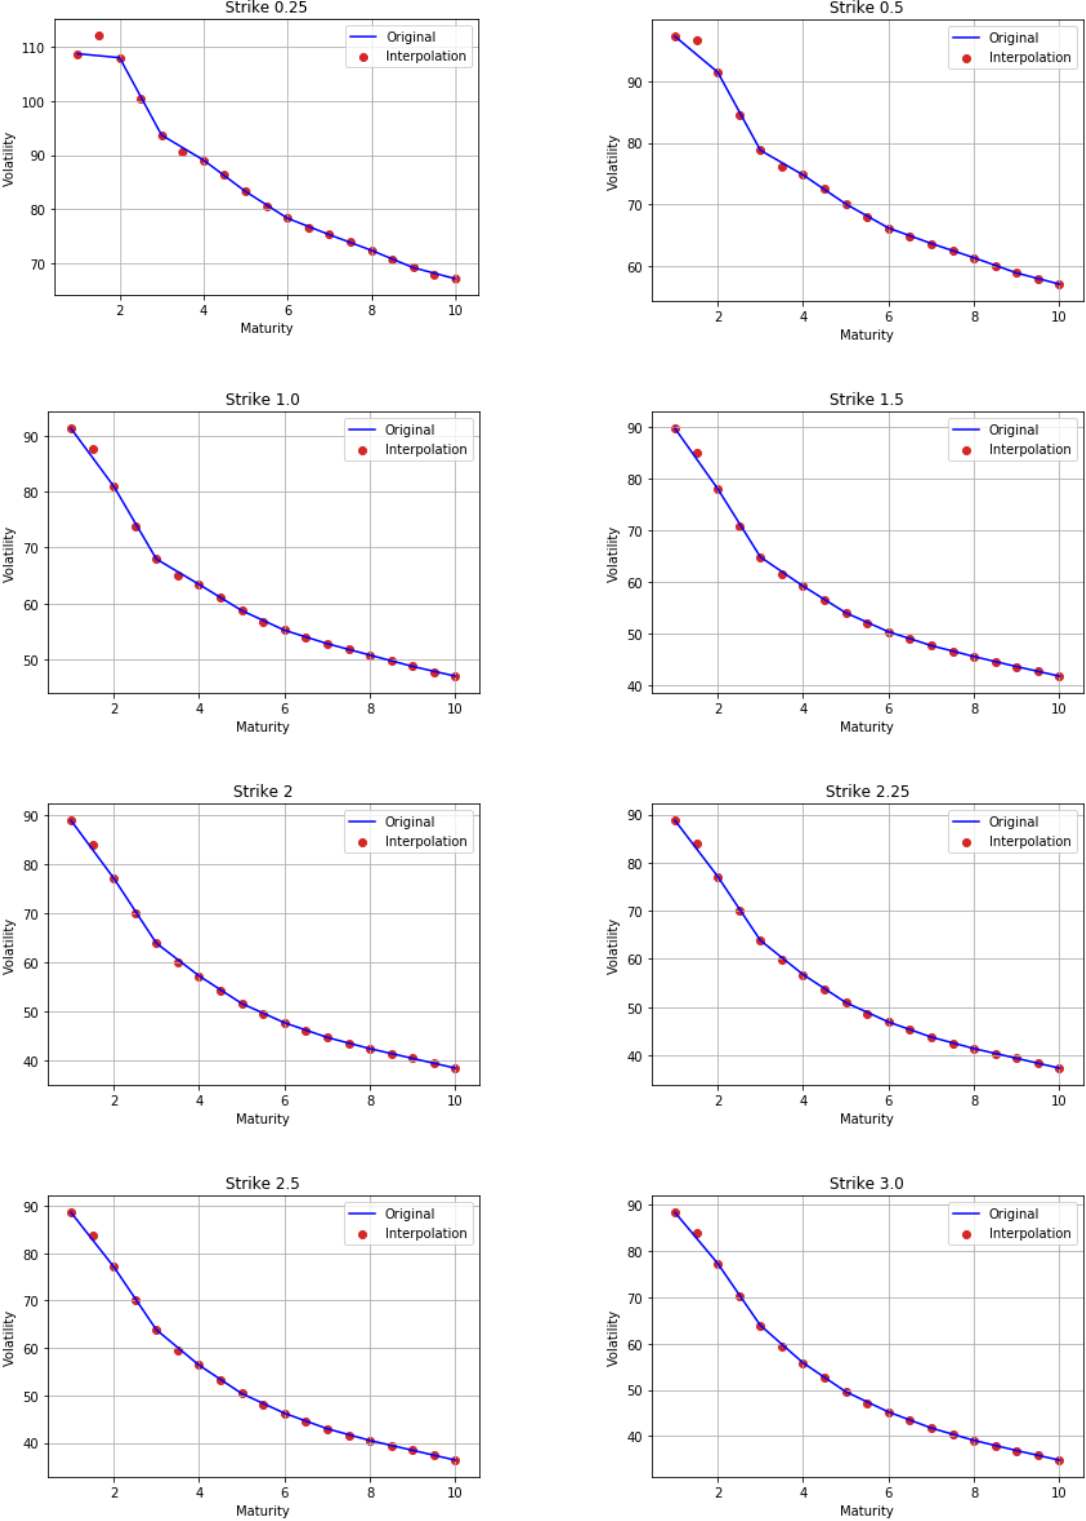 Strike 0.25
Original
Interpolation
110
100
90
80
70
Volatility
2 4 6 8 10
Maturity
Strike 0.5
Original
Interpolation
90
80
70
60
Volatility
2 4 6 8 10
Maturity
Strike 1.0
Original
Interpolation
90
80
70
60
50
Volatility
2 4 6 8 10
Maturity
Strike 1.5
Original
Interpolation
90
80
70
60
50
40
Volatility
2 4 6 8 10
Maturity
Strike 2
Original
Interpolation
90
80
70
60
50
40
Volatility
2 4 6 8 10
Maturity
Strike 2.25
Original
Interpolation
90
80
70
60
50
40
Volatility
2 4 6 8 10
Maturity
Strike 2.5
Original
Interpolation
90
80
70
60
50
40
Volatility
2 4 6 8 10
Maturity
Strike 3.0
Original
Interpolation
90
80
70
60
50
40
Volatility
2 4 6 8 10
Maturity